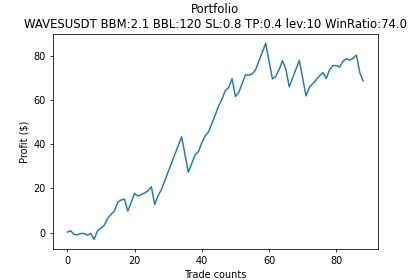 Portfolio
WAVESUSDT BBM:2.1 BBL:120 SL:0.8 TP:0.4 lev:10 WinRatio:74.0
Profit ($)
80
60
40
20
0
0 20 40 60 80
Trade counts